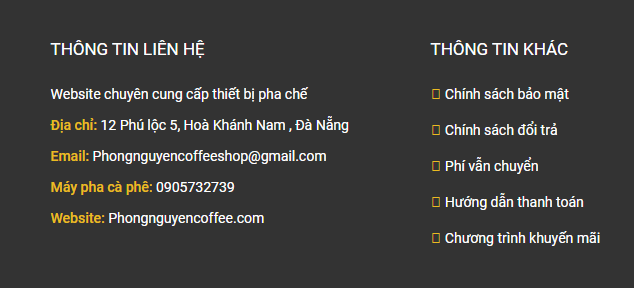 THÔNG TIN LIÊN HỆ
Website chuyên cung cấp thiết bị pha chế
Địa chỉ: 12 Phú lộc 5, Hoà Khánh Nam , Đà Nẵng
Email: Phongnguyencoffeeshop@gmail.com
Máy pha cà phê: 0905732739
Website: Phongnguyencoffee.com
THÔNG TIN KHÁC
Chính sách bảo mật
Chính sách đổi trả
Phí vẫn chuyển
Hướng dẫn thanh toán
Chương trình khuyến mãi